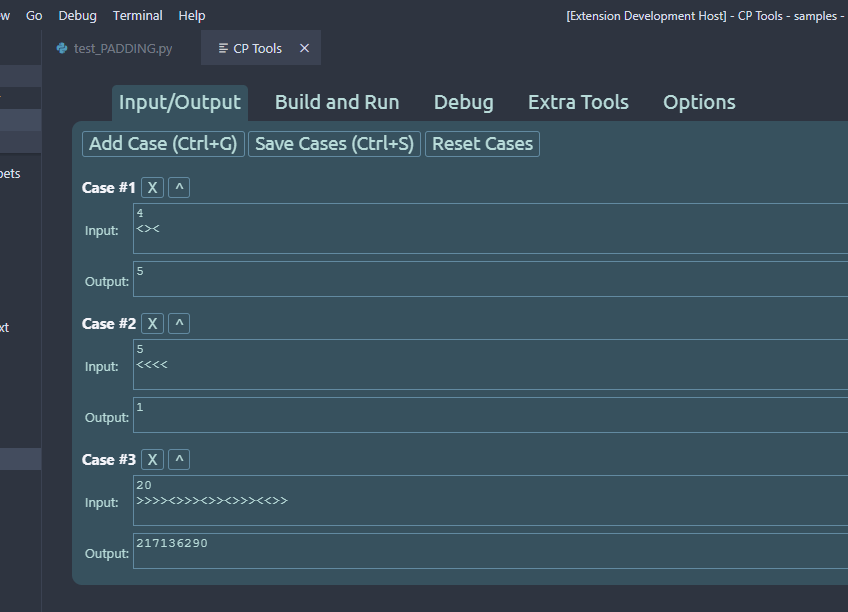 Go Debug Terminal Help [Extension Development Host] - CP Tools - samples -
test_PADDING.py CP Tools
Input/Output Build and Run Debug Extra Tools Options
Add Case (Ctrl+G) Save Cases (Ctrl+S) Reset Cases
Case #1 X ^
Input: 4
<><
Output: 5
Case #2 X ^
Input: 5
<<<<
Output: 1
Case #3 X ^
Input: 20
>>>><>>><>><>>><<>>
Output: 217136290